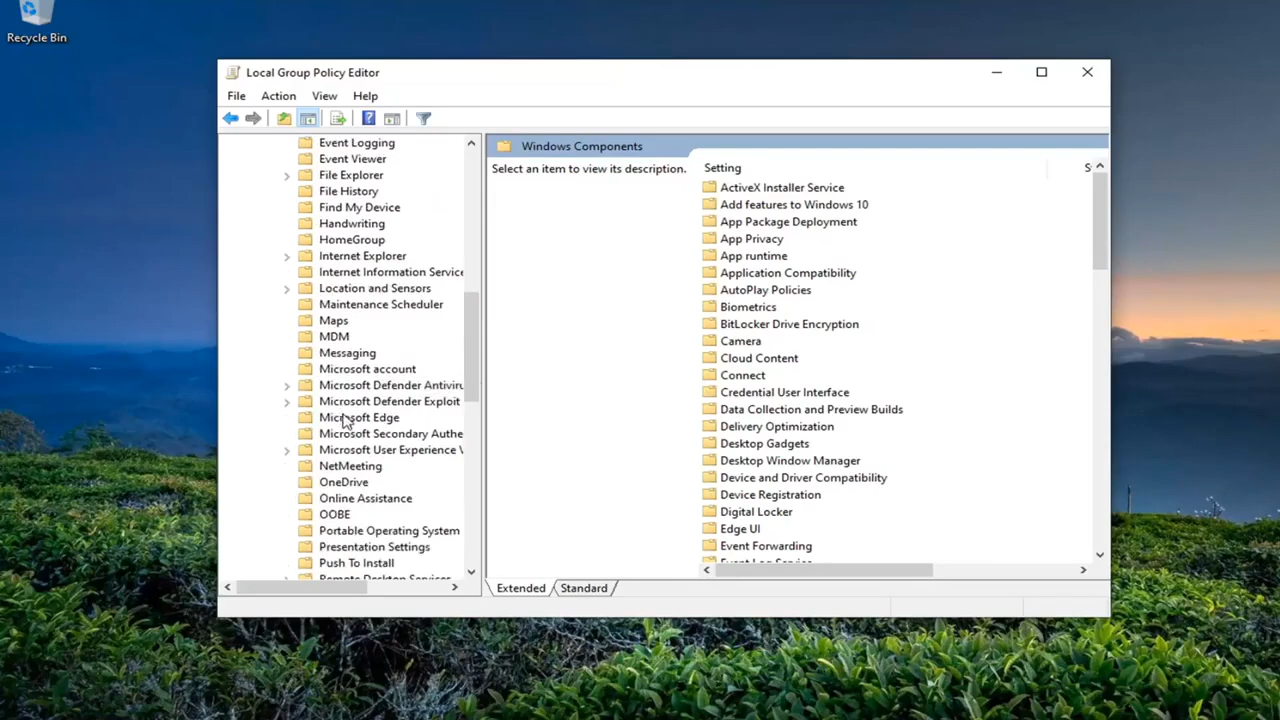 Recycle Bin
Local Group Policy Editor
File Action View Help
Event Logging
Event Viewer
File Explorer
File History
Find My Device
Handwriting
HomeGroup
Internet Explorer
Internet Information Service
Location and Sensors
Maintenance Scheduler
Maps
MDM
Messaging
Microsoft account
Microsoft Defender Antiviru
Microsoft Defender Exploit
Microsoft Edge
Microsoft Secondary Authe
Microsoft User Experience V
NetMeeting
OneDrive
Online Assistance
OOBE
Portable Operating System
Presentation Settings
Push To Install
Remote Desktop Services
Windows Components
Select an item to view its description.
Setting S
ActiveX Installer Service
Add features to Windows 10
App Package Deployment
App Privacy
App runtime
Application Compatibility
AutoPlay Policies
Biometrics
BitLocker Drive Encryption
Camera
Cloud Content
Connect
Credential User Interface
Data Collection and Preview Builds
Delivery Optimization
Desktop Gadgets
Desktop Window Manager
Device and Driver Compatibility
Device Registration
Digital Locker
Edge UI
Event Forwarding
Event Log Service
Extended Standard